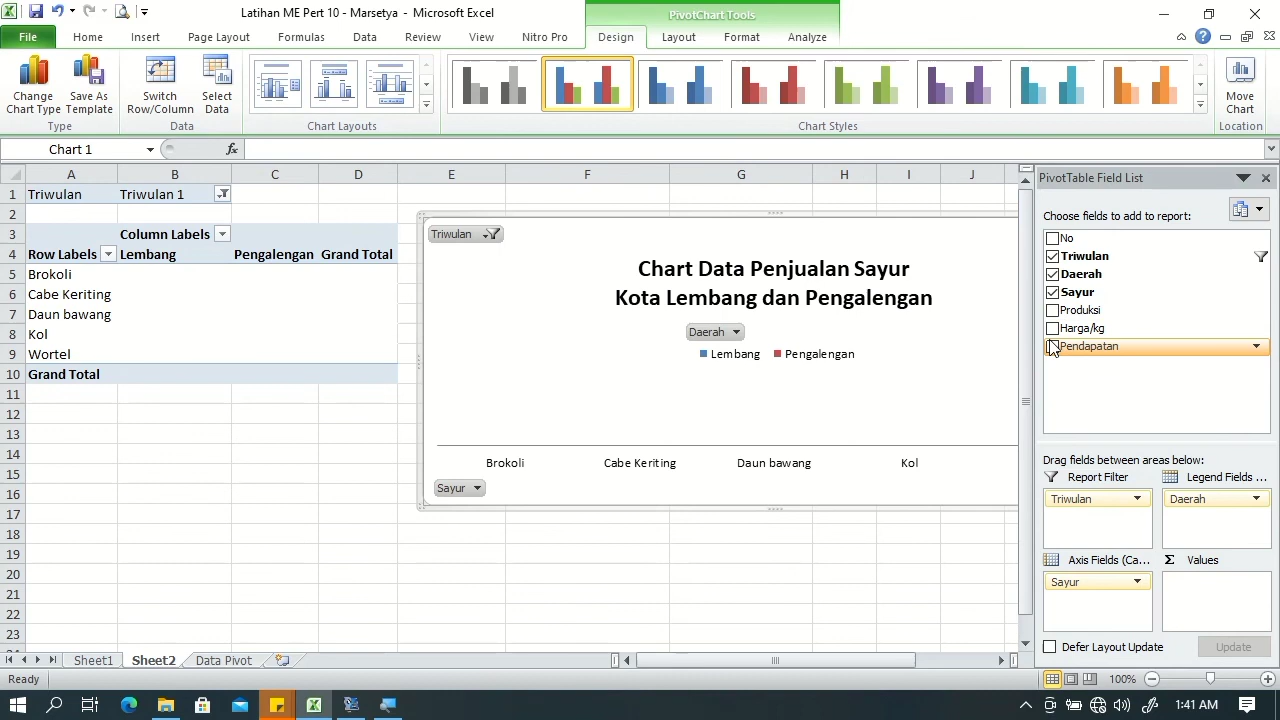 Latihan ME Pert 10 - Marsetya - Microsoft Excel
PivotChart Tools
File Home Insert Page Layout Formulas Data Review View Nitro Pro Design Layout Format Analyze
Change Chart Type
Save As Template
Switch Row/Column
Select Data
Move Chart
Type Data Chart Layouts Chart Styles Location
Chart 1 fx
A B C D E F G H I J
1 Triwulan Triwulan 1
2
3 Column Labels
4 Row Labels Lembang Pengalengan Grand Total
5 Brokoli
6 Cabe Keriting
7 Daun bawang
8 Kol
9 Wortel
10 Grand Total
11
12
13
14
15
16
17
18
19
20
21
22
23
Triwulan
Chart Data Penjualan Sayur
Kota Lembang dan Pengalengan
Daerah
Lembang Pengalengan
Brokoli Cabe Keriting Daun bawang Kol
Sayur
PivotTable Field List
Choose fields to add to report:
No
Triwulan
Daerah
Sayur
Produksi
Harga/kg
Pendapatan
Drag fields between areas below:
Report Filter Legend Fields ...
Triwulan Daerah
Axis Fields (Ca... Σ Values
Sayur
Defer Layout Update Update
Sheet1 Sheet2 Data Pivot
Ready 100%
1:41 AM